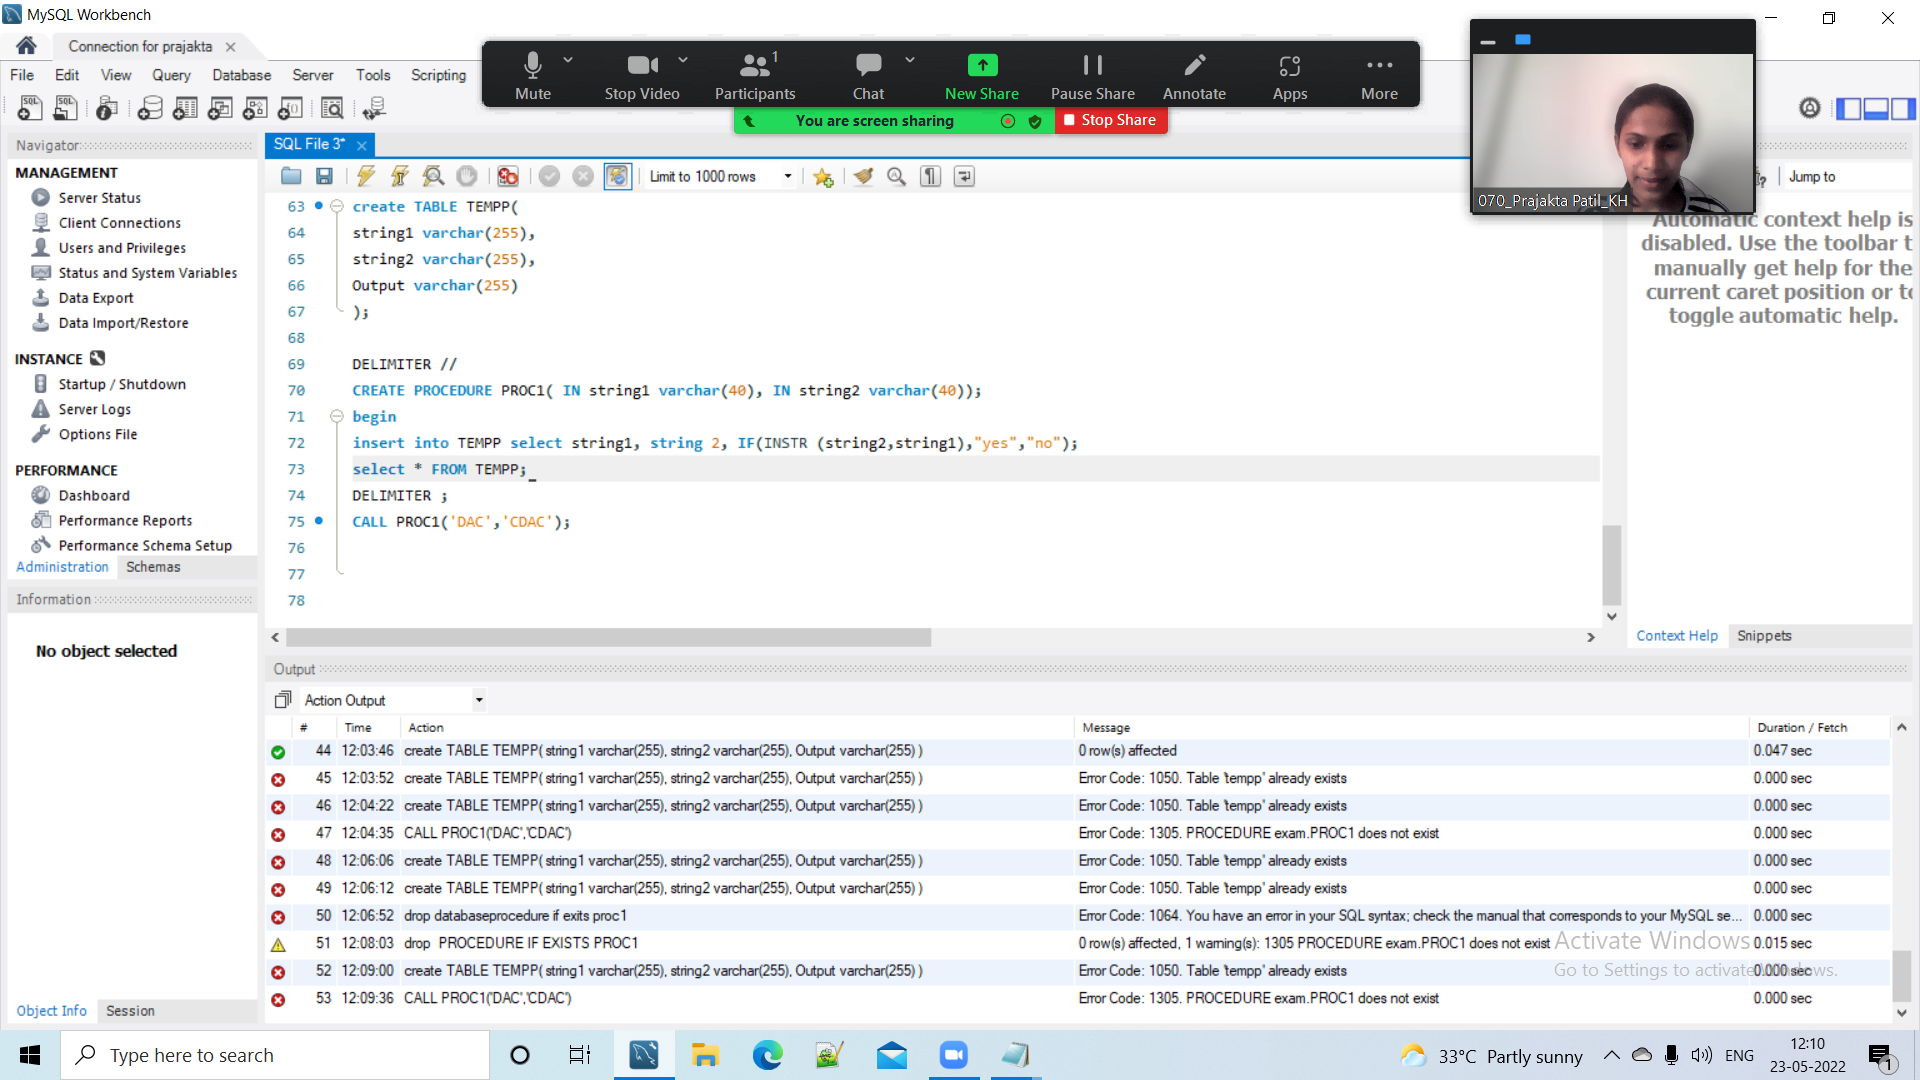 MySQL Workbench
Connection for prajakta
File Edit View Query Database Server Tools Scripting
Mute Stop Video Participants 1 Chat New Share Pause Share Annotate Apps More
You are screen sharing Stop Share
070_Prajakta Patil_KH
Navigator
SQL File 3*
MANAGEMENT
Server Status
Client Connections
Users and Privileges
Status and System Variables
Data Export
Data Import/Restore
INSTANCE
Startup / Shutdown
Server Logs
Options File
PERFORMANCE
Dashboard
Performance Reports
Performance Schema Setup
Administration Schemas
Information
No object selected
Object Info Session
Limit to 1000 rows
63 create TABLE TEMPP(
64 string1 varchar(255),
65 string2 varchar(255),
66 Output varchar(255)
67 );
68
69 DELIMITER //
70 CREATE PROCEDURE PROC1( IN string1 varchar(40), IN string2 varchar(40));
71 begin
72 insert into TEMPP select string1, string 2, IF(INSTR (string2,string1),"yes","no");
73 select * FROM TEMPP;
74 DELIMITER ;
75 CALL PROC1('DAC','CDAC');
76
77
78
Jump to
Automatic context help is
disabled. Use the toolbar t
manually get help for the
current caret position or to
toggle automatic help.
Context Help Snippets
Output
Action Output
# Time Action Message Duration / Fetch
44 12:03:46 create TABLE TEMPP( string1 varchar(255), string2 varchar(255), Output varchar(255) ) 0 row(s) affected 0.047 sec
45 12:03:52 create TABLE TEMPP( string1 varchar(255), string2 varchar(255), Output varchar(255) ) Error Code: 1050. Table 'tempp' already exists 0.000 sec
46 12:04:22 create TABLE TEMPP( string1 varchar(255), string2 varchar(255), Output varchar(255) ) Error Code: 1050. Table 'tempp' already exists 0.000 sec
47 12:04:35 CALL PROC1('DAC','CDAC') Error Code: 1305. PROCEDURE exam.PROC1 does not exist 0.000 sec
48 12:06:06 create TABLE TEMPP( string1 varchar(255), string2 varchar(255), Output varchar(255) ) Error Code: 1050. Table 'tempp' already exists 0.000 sec
49 12:06:12 create TABLE TEMPP( string1 varchar(255), string2 varchar(255), Output varchar(255) ) Error Code: 1050. Table 'tempp' already exists 0.000 sec
50 12:06:52 drop databaseprocedure if exits proc1 Error Code: 1064. You have an error in your SQL syntax; check the manual that corresponds to your MySQL se... 0.000 sec
51 12:08:03 drop PROCEDURE IF EXISTS PROC1 0 row(s) affected, 1 warning(s): 1305 PROCEDURE exam.PROC1 does not exist 0.015 sec
52 12:09:00 create TABLE TEMPP( string1 varchar(255), string2 varchar(255), Output varchar(255) ) Error Code: 1050. Table 'tempp' already exists 0.000 sec
53 12:09:36 CALL PROC1('DAC','CDAC') Error Code: 1305. PROCEDURE exam.PROC1 does not exist 0.000 sec
Activate Windows
Go to Settings to activate Windows.
Type here to search
33°C Partly sunny ENG
12:10
23-05-2022
1